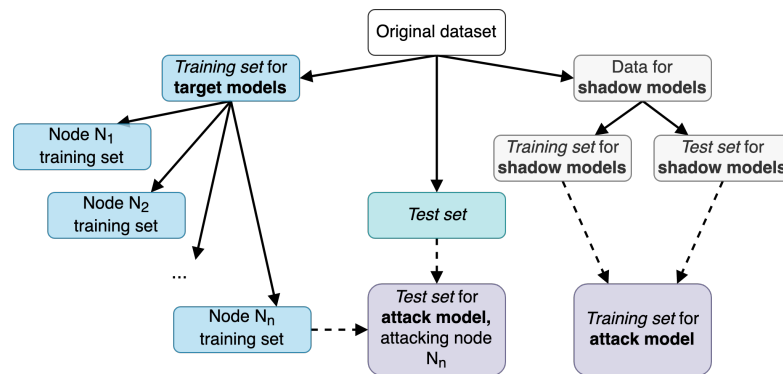 Original dataset
Training set for
target models
Data for
shadow models
Node N1
training set
Training set for
shadow models
Test set for
shadow models
Node N2
training set
Test set
...
Node Nn
training set
Test set for
attack model,
attacking node
Nn
Training set for
attack model